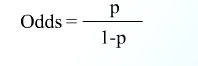 Odds = p
1-p